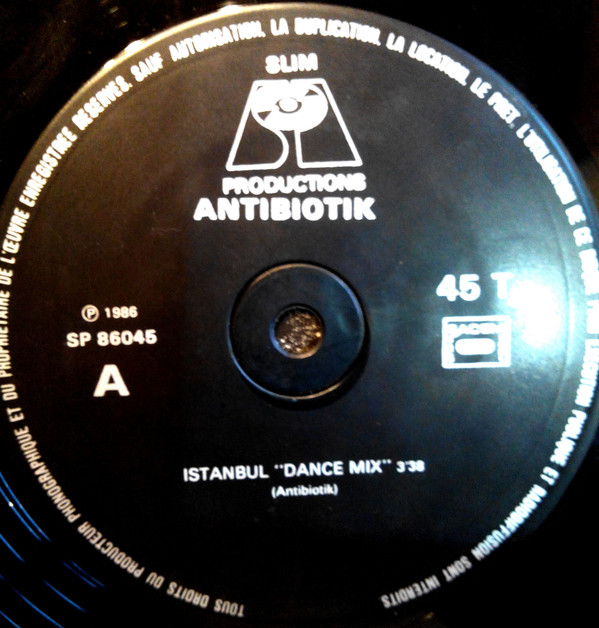 TOUS DROITS DU PRODUCTEUR PHONOGRAPHIQUE ET DU PROPRIETAIRE DE L'ŒUVRE ENREGISTREE RESERVES. SAUF AUTORISATION, LA DUPLICATION, LA LOCATION, LE PRET, L'UTILISATION DE CE DISQUE PUBLIQUE ET RADIODIFFUSION SONT INTERDITS
SLIM
PRODUCTIONS
ANTIBIOTIK
45 T
SACEM
℗ 1986
SP 86045
A
ISTANBUL "DANCE MIX" 3'38
(Antibiotik)